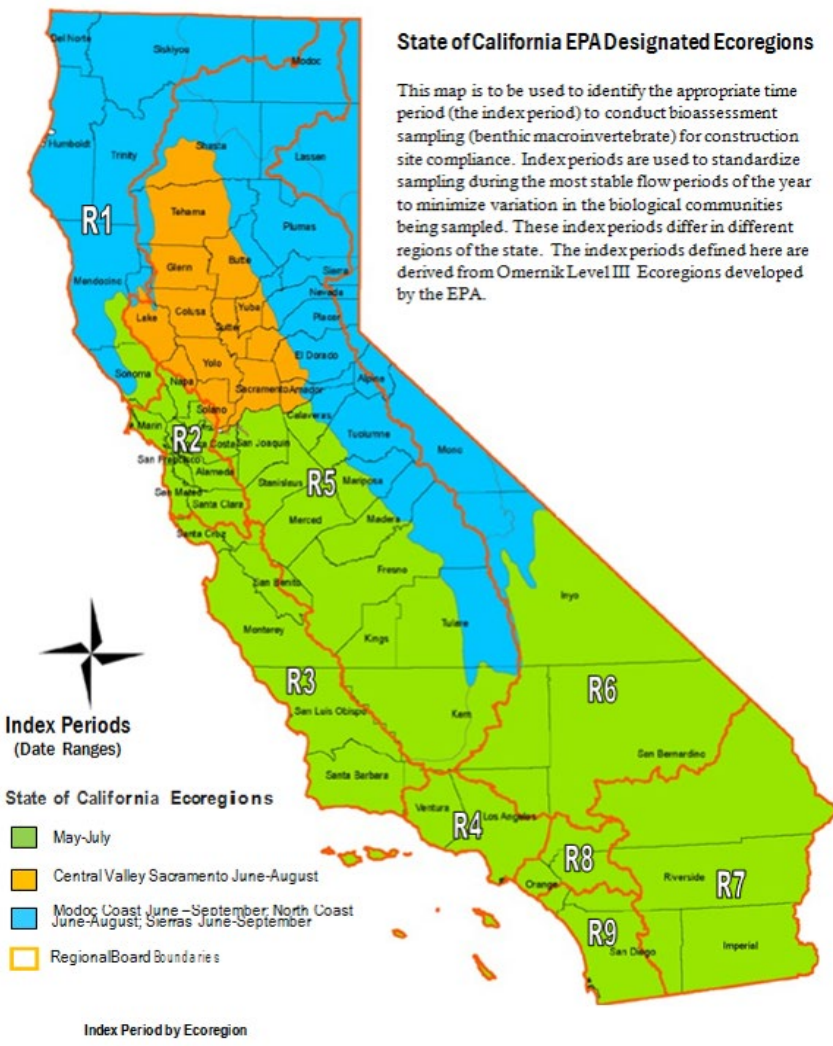 State of California EPA Designated Ecoregions
This map is to be used to identify the appropriate time
period (the index period) to conduct bioassessment
sampling (benthic macroinvertebrate) for construction
site compliance. Index periods are used to standardize
sampling during the most stable flow periods of the year
to minimize variation in the biological communities
being sampled. These index periods differ in different
regions of the state. The index periods defined here are
derived from Omernik Level III Ecoregions developed
by the EPA.
Del Norte
Siskiyou
Modoc
Humboldt
Trinity
Shasta
Lassen
R1
Tehama
Plumas
Glenn
Butte
Sierra
Mendocino
Nevada
Lake
Colusa
Yuba
Sutter
Placer
El Dorado
Sonoma
Yolo
Napa
Sacramento
Amador
Alpine
Solano
Calaveras
Marin
R2
Costa
San Joaquin
Tuolumne
Mono
San Francisco
Alameda
Stanislaus
R5
Mariposa
San Mateo
Santa Clara
Merced
Madera
Santa Cruz
Fresno
San Benito
Inyo
Monterey
Kings
Tulare
R3
R6
San Luis Obispo
Kern
San Bernardino
Santa Barbara
Ventura
Los Angeles
R4
R8
Orange
Riverside
R7
R9
San Diego
Imperial
Index Periods
(Date Ranges)
State of California Ecoregions
May-July
Central Valley Sacramento June-August
Modoc Coast June –September; North Coast
June-August; Sierras June-September
RegionalBoard Boundaries
Index Period by Ecoregion